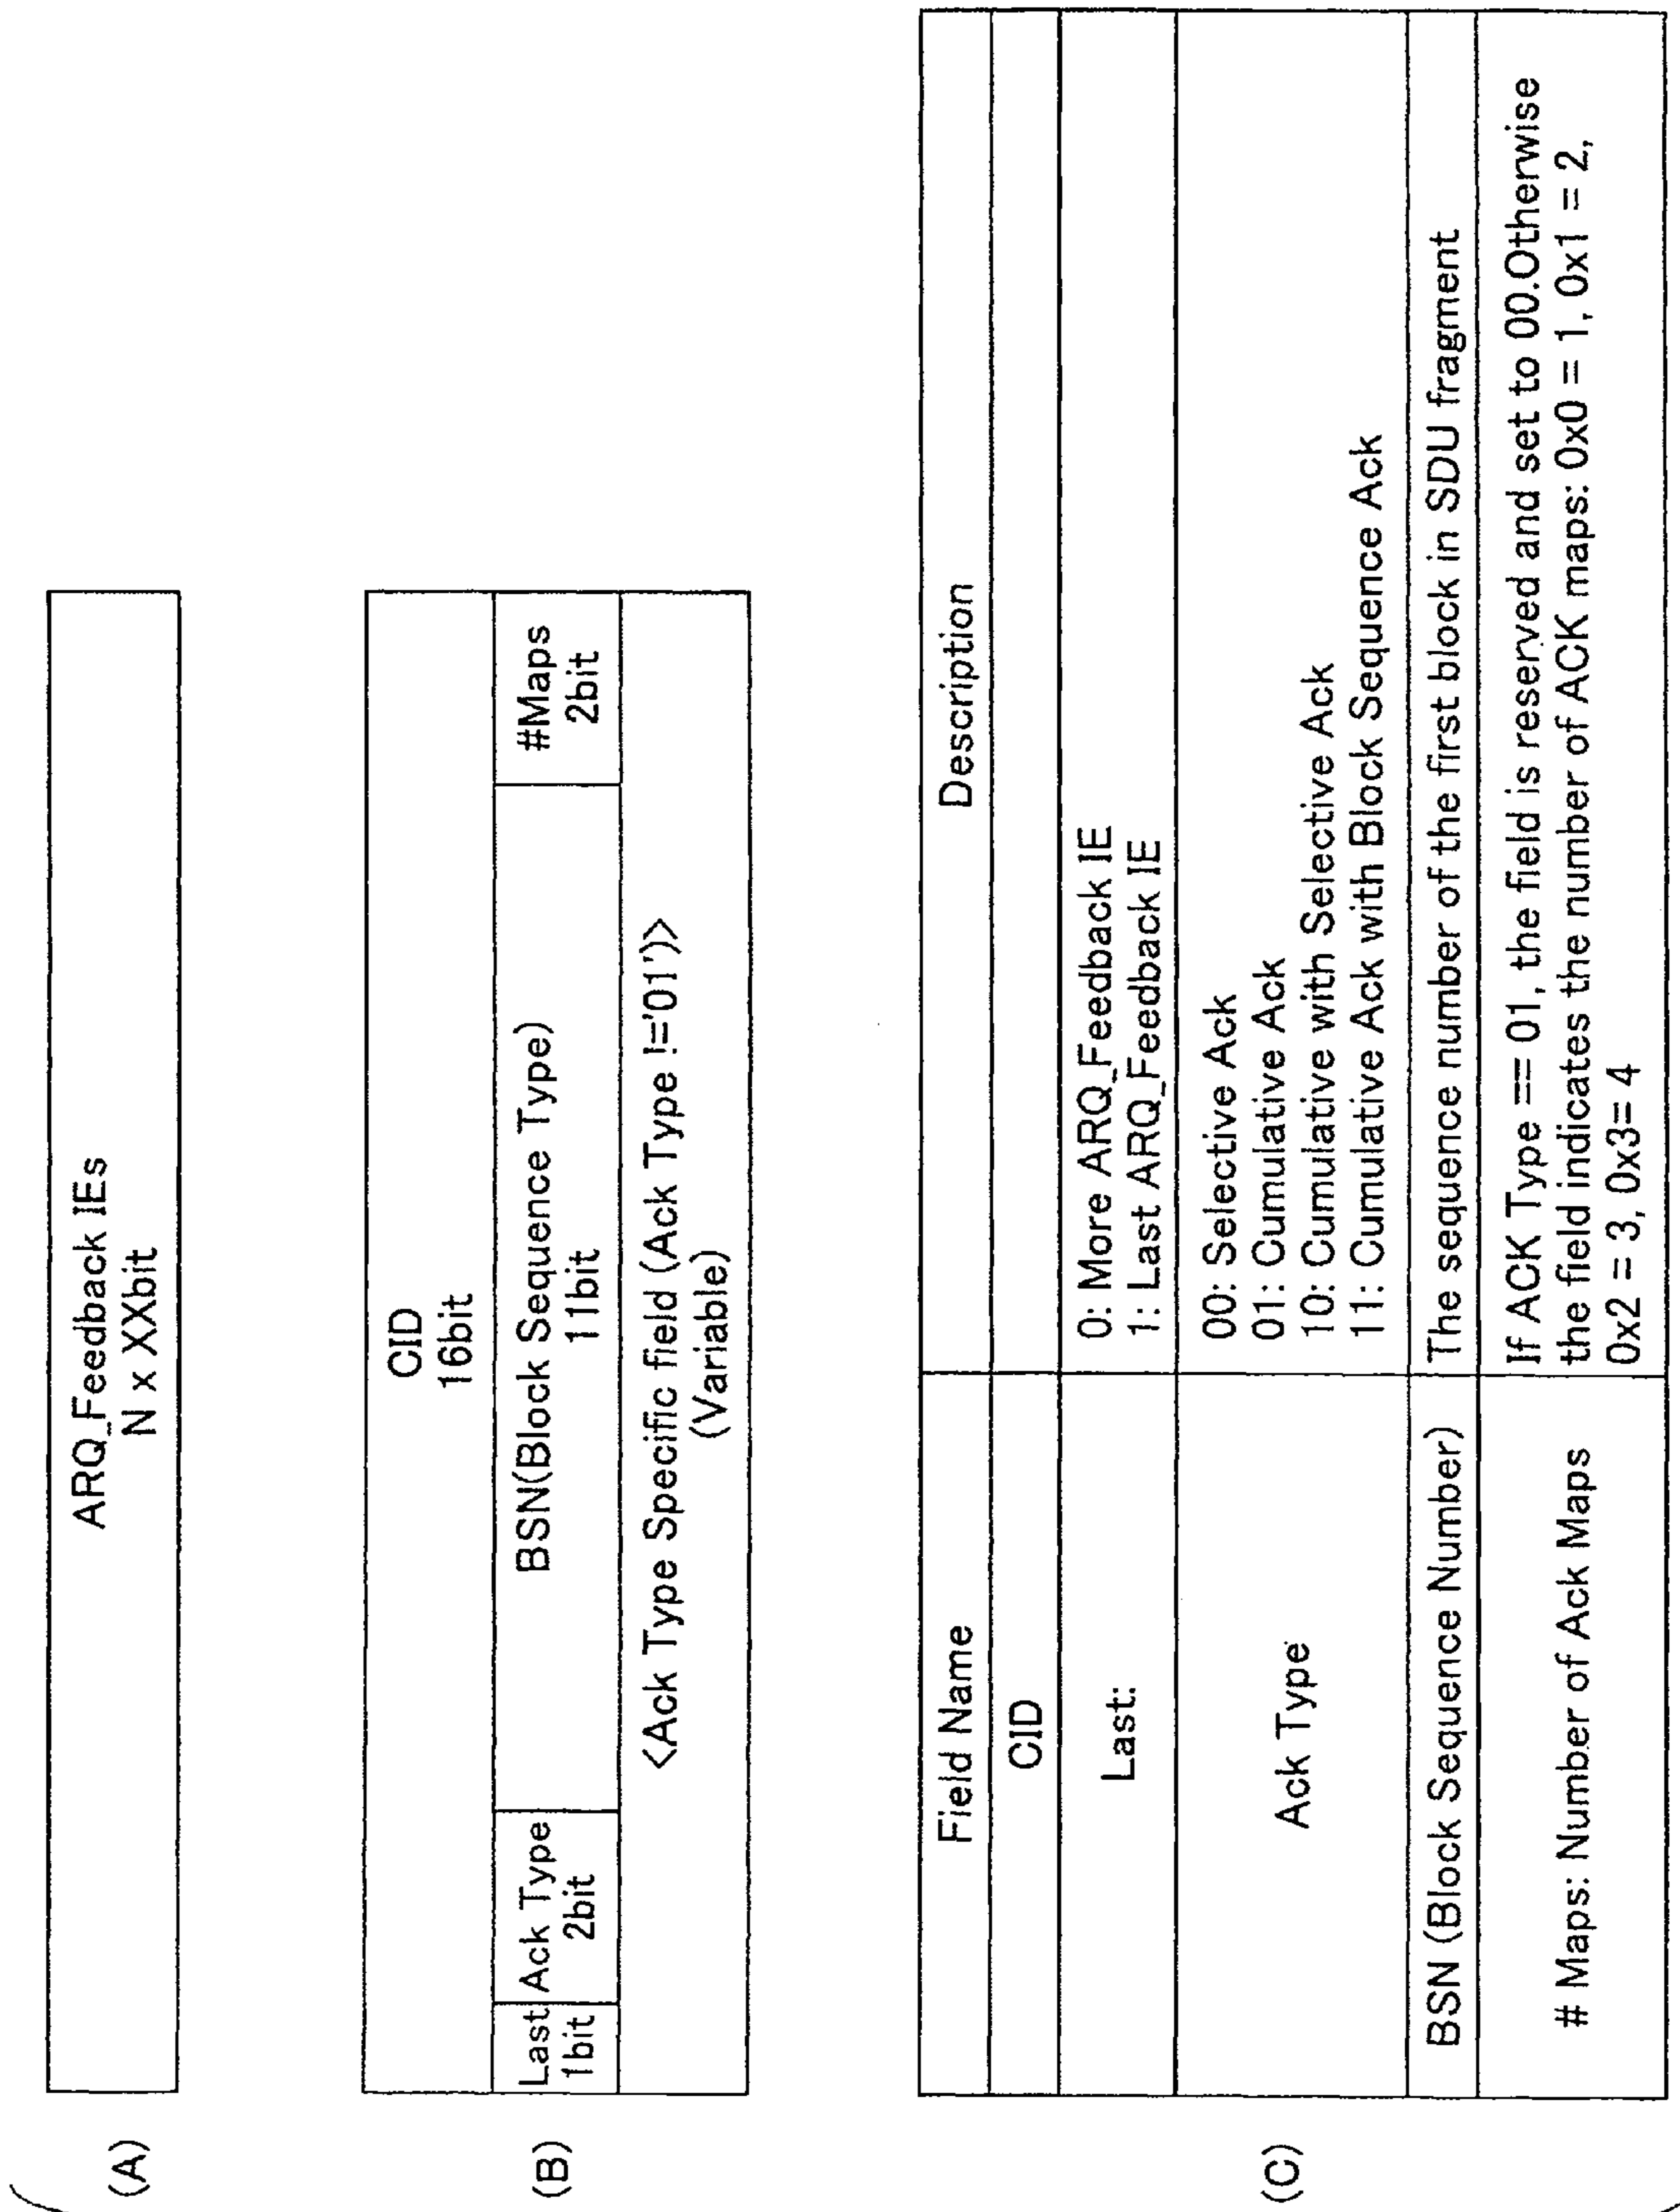 (A)
ARQ_Feedback IEs
N x XXbit
(B)
CID
16bit
Last
1bit
Ack Type
2bit
BSN(Block Sequence Type)
11bit
#Maps
2bit
<Ack Type Specific field (Ack Type !='01')>
(Variable)
(C)
Field Name
Description
CID
Last:
0: More ARQ_Feedback IE
1: Last ARQ_Feedback IE
Ack Type
00: Selective Ack
01: Cumulative Ack
10: Cumulative with Selective Ack
11: Cumulative Ack with Block Sequence Ack
BSN (Block Sequence Number)
The sequence number of the first block in SDU fragment
# Maps: Number of Ack Maps
If ACK Type == 01, the field is reserved and set to 00.Otherwise
the field indicates the number of ACK maps: 0x0 = 1, 0x1 = 2,
0x2 = 3, 0x3= 4